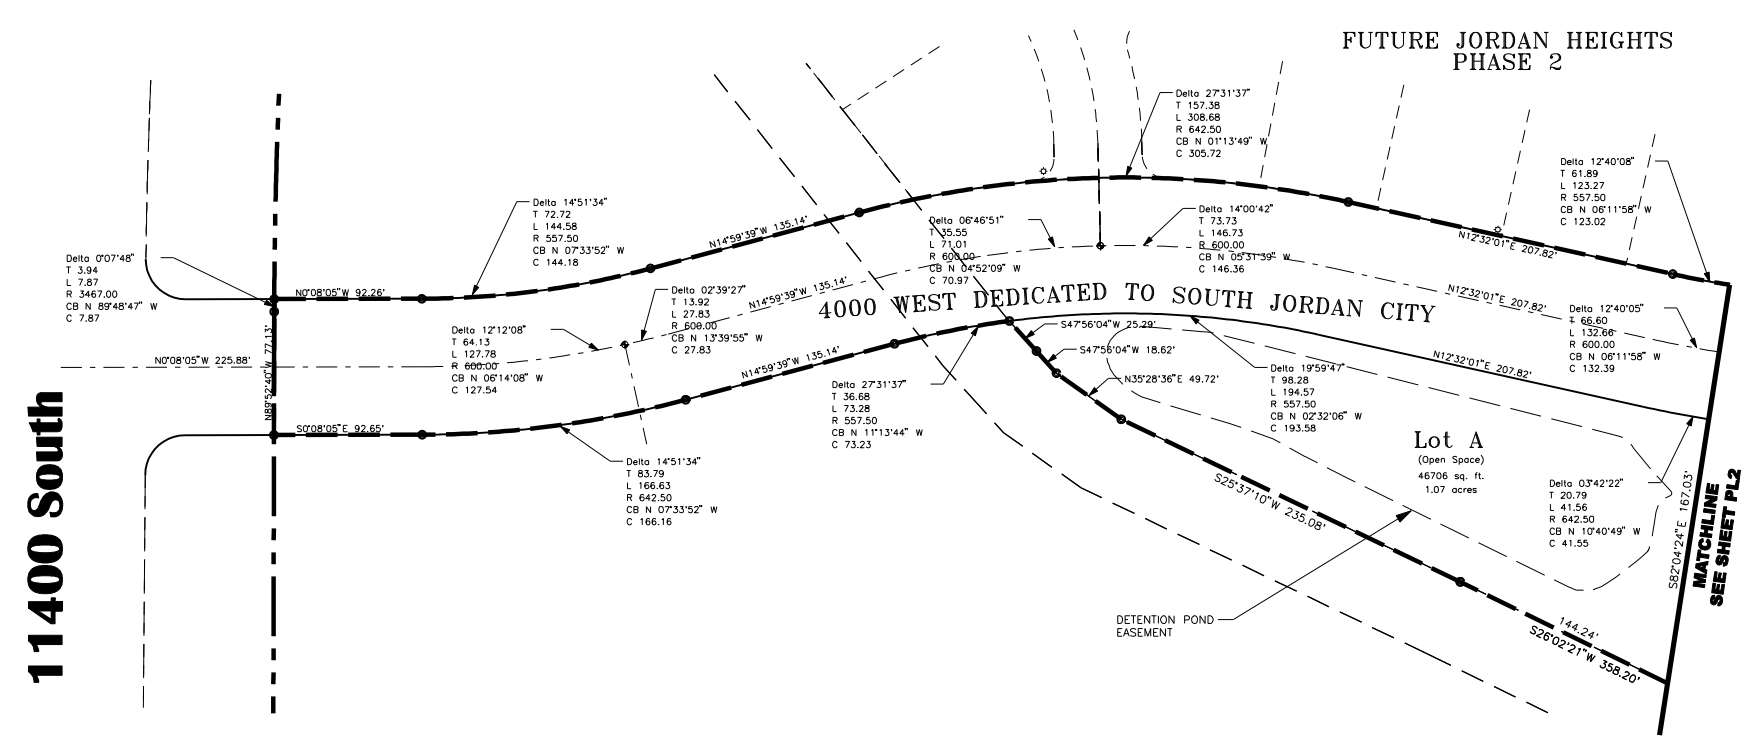 FUTURE JORDAN HEIGHTS
PHASE 2
Delta 27°31'37"
T 157.38
L 308.68
R 642.50
CB N 01°13'49" W
C 305.72
Delta 12°40'08"
T 61.89
L 123.27
R 557.50
CB N 06°11'58" W
C 123.02
Delta 14°51'34"
T 72.72
L 144.58
R 557.50
CB N 07°33'52" W
C 144.18
N14°59'39"W 135.14'
Delta 06°46'51"
T 35.55
L 71.01
R 600.00
CB N 04°52'09" W
C 70.97
Delta 14°00'42"
T 73.73
L 146.73
R 600.00
CB N 05°31'39" W
C 146.36
N12°32'01"E 207.82'
Delta 0°07'48"
T 3.94
L 7.87
R 3467.00
CB N 89°48'47" W
C 7.87
N0°08'05"W 92.26'
Delta 02°39'27"
T 13.92
L 27.83
R 600.00
CB N 13°39'55" W
C 27.83
N14°59'39"W 135.14'
4000 WEST DEDICATED TO SOUTH JORDAN CITY
N12°32'01"E 207.82'
Delta 12°40'05"
T 66.60
L 132.66
R 600.00
CB N 06°11'58" W
C 132.39
Delta 12°12'08"
T 64.13
L 127.78
R 600.00
CB N 06°14'08" W
C 127.54
N0°08'05"W 225.88'
N89°52'40"W 77.13'
N14°59'39"W 135.14'
S47°56'04"W 25.29'
S47°56'04"W 18.62'
N35°28'36"E 49.72'
N12°32'01"E 207.82'
Delta 27°31'37"
T 36.68
L 73.28
R 557.50
CB N 11°13'44" W
C 73.23
Delta 19°59'47"
T 98.28
L 194.57
R 557.50
CB N 02°32'06" W
C 193.58
S0°08'05"E 92.65'
Delta 14°51'34"
T 83.79
L 166.63
R 642.50
CB N 07°33'52" W
C 166.16
Lot A
(Open Space)
46706 sq. ft.
1.07 acres
Delta 03°42'22"
T 20.79
L 41.56
R 642.50
CB N 10°40'49" W
C 41.55
S25°37'10"W 235.08'
S82°04'24"E 167.03'
MATCHLINE
SEE SHEET PL2
11400 South
DETENTION POND
EASEMENT
144.24'
S26°02'21"W 358.20'